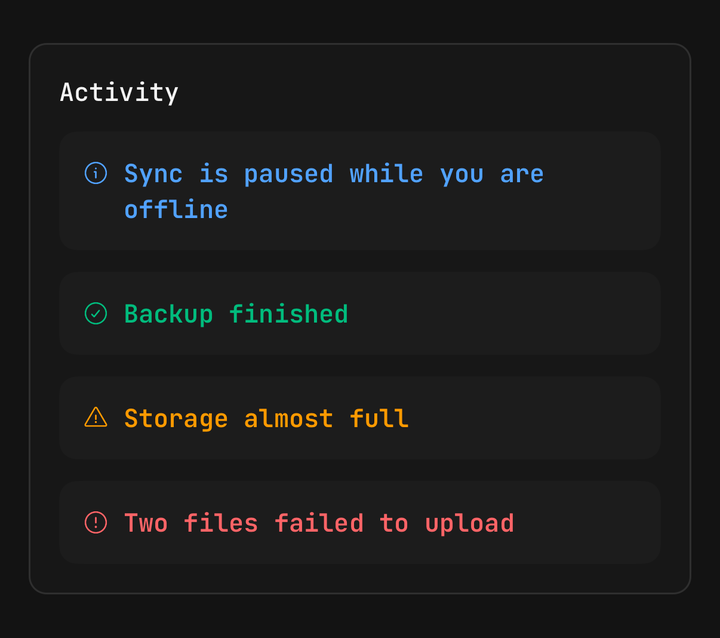 Activity
Sync is paused while you are
offline
Backup finished
Storage almost full
Two files failed to upload